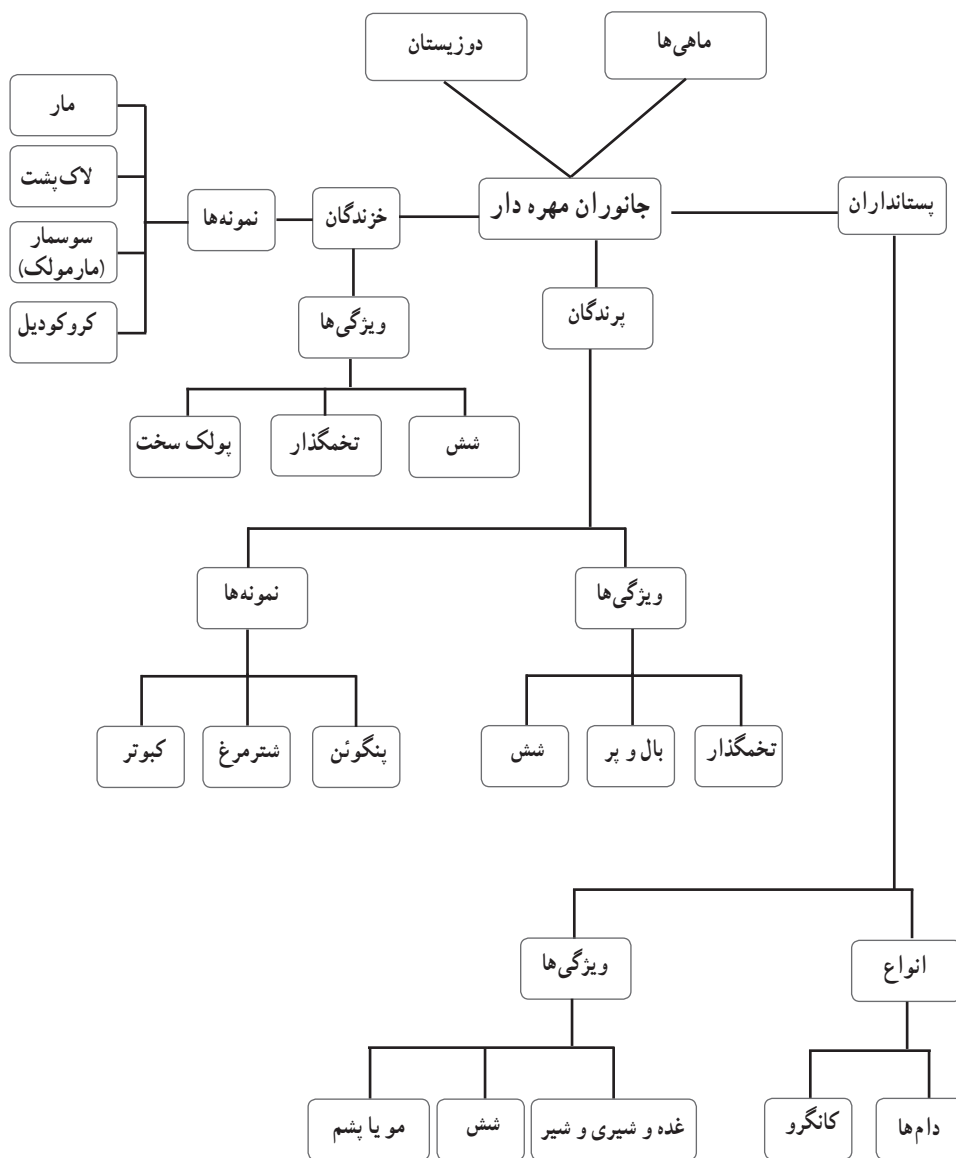 ماهی‌ها
دوزیستان
مار
لاک‌پشت
سوسمار
(مارمولک)
کروکودیل
نمونه‌ها
خزندگان
جانوران مهره دار
پستانداران
ویژگی‌ها
پرندگان
شش
تخمگذار
پولک سخت
ویژگی‌ها
نمونه‌ها
تخمگذار
بال و پر
شش
پنگوئن
شترمرغ
کبوتر
انواع
ویژگی‌ها
دام‌ها
کانگرو
غده و شیری و شیر
شش
مو یا پشم